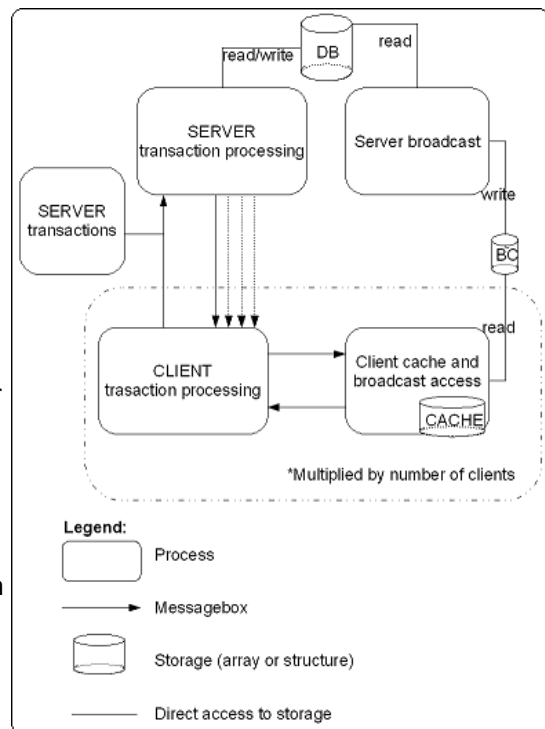 DB
read/write
read
SERVER
transaction processing
Server broadcast
SERVER
transactions
write
BC
read
CLIENT
trasaction processing
Client cache and
broadcast access
CACHE
*Multiplied by number of clients
Legend:
Process
Messagebox
Storage (array or structure)
Direct access to storage